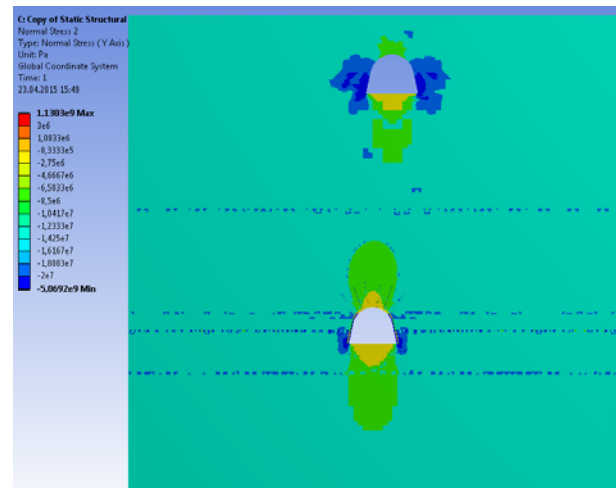 C: Copy of Static Structural
Normal Stress 2
Type: Normal Stress ( Y Axis )
Unit: Pa
Global Coordinate System
Time: 1
23.04.2015 15:49
1,1303e9 Max
3e6
1,0833e6
-8,3333e5
-2,75e6
-4,6667e6
-6,5833e6
-8,5e6
-1,0417e7
-1,2333e7
-1,425e7
-1,6167e7
-1,8083e7
-2e7
-5,0692e9 Min